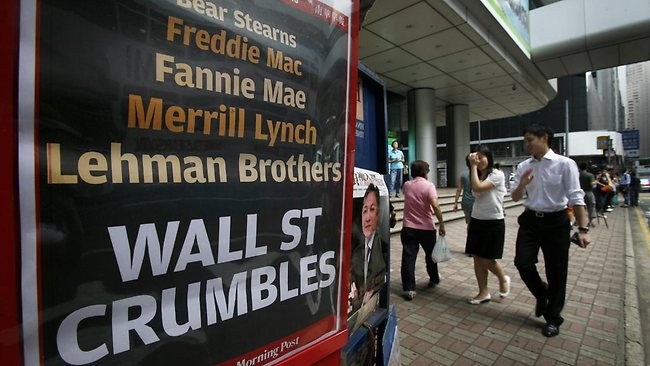 Bear Stearns
Freddie Mac
Fannie Mae
Merrill Lynch
Lehman Brothers
WALL ST
CRUMBLES
Morning Post